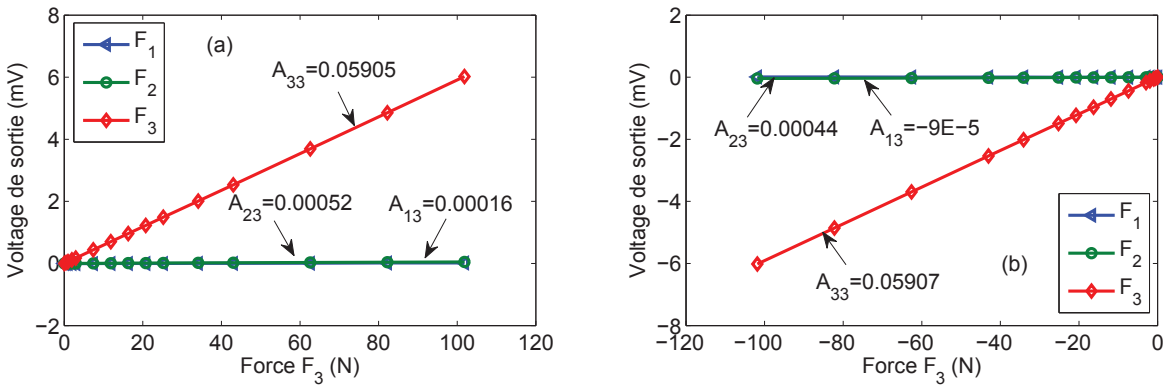 8
6
4
2
0
−2
Voltage de sortie (mV)
F1
F2
F3
(a)
A33=0.05905
A23=0.00052
A13=0.00016
0 20 40 60 80 100 120
Force F3 (N)
2
0
−2
−4
−6
−8
Voltage de sortie (mV)
A23=0.00044
A13=−9E−5
A33=0.05907
(b)
F1
F2
F3
−120 −100 −80 −60 −40 −20 0
Force F3 (N)